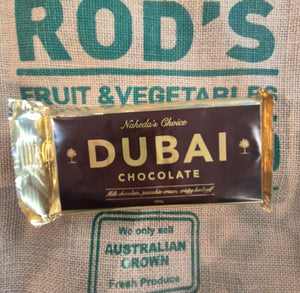 ROD'S
FRUIT & VEGETABLES
Naheda's Choice
DUBAI
CHOCOLATE
Milk chocolate, pistachio cream, crispy kadayif
We only sell
AUSTRALIAN
GROWN
Fresh Produce